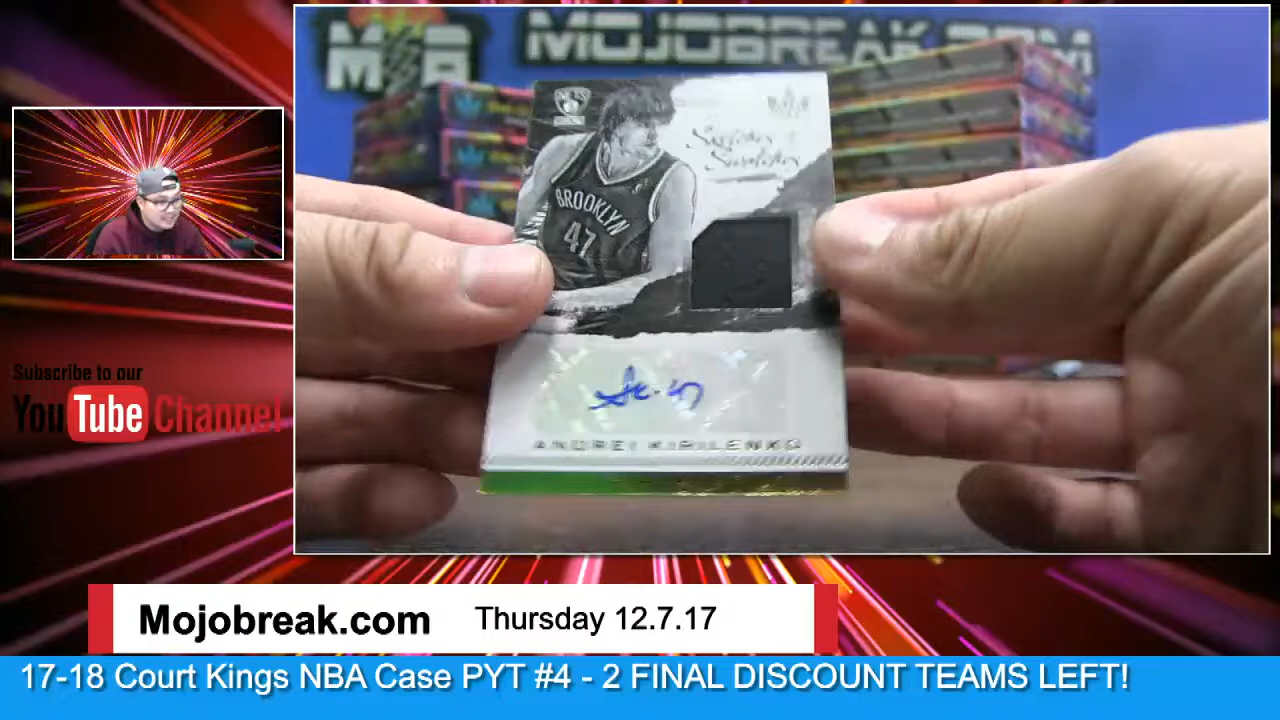 MOJOBREAK.COM
NETS
BROOKLYN
47
ANDREI KIRILENKO
Subscribe to our
YouTube Channel
Mojobreak.com
Thursday 12.7.17
17-18 Court Kings NBA Case PYT #4 - 2 FINAL DISCOUNT TEAMS LEFT!